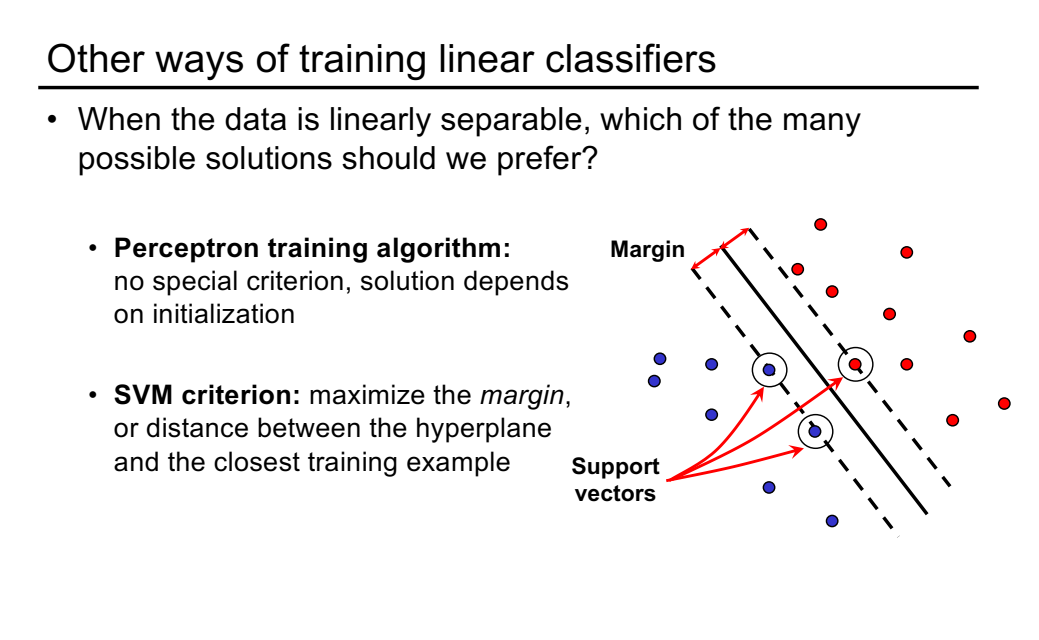 Other ways of training linear classifiers
• When the data is linearly separable, which of the many
possible solutions should we prefer?
• Perceptron training algorithm:
no special criterion, solution depends
on initialization
• SVM criterion: maximize the margin,
or distance between the hyperplane
and the closest training example
Margin
Support
vectors